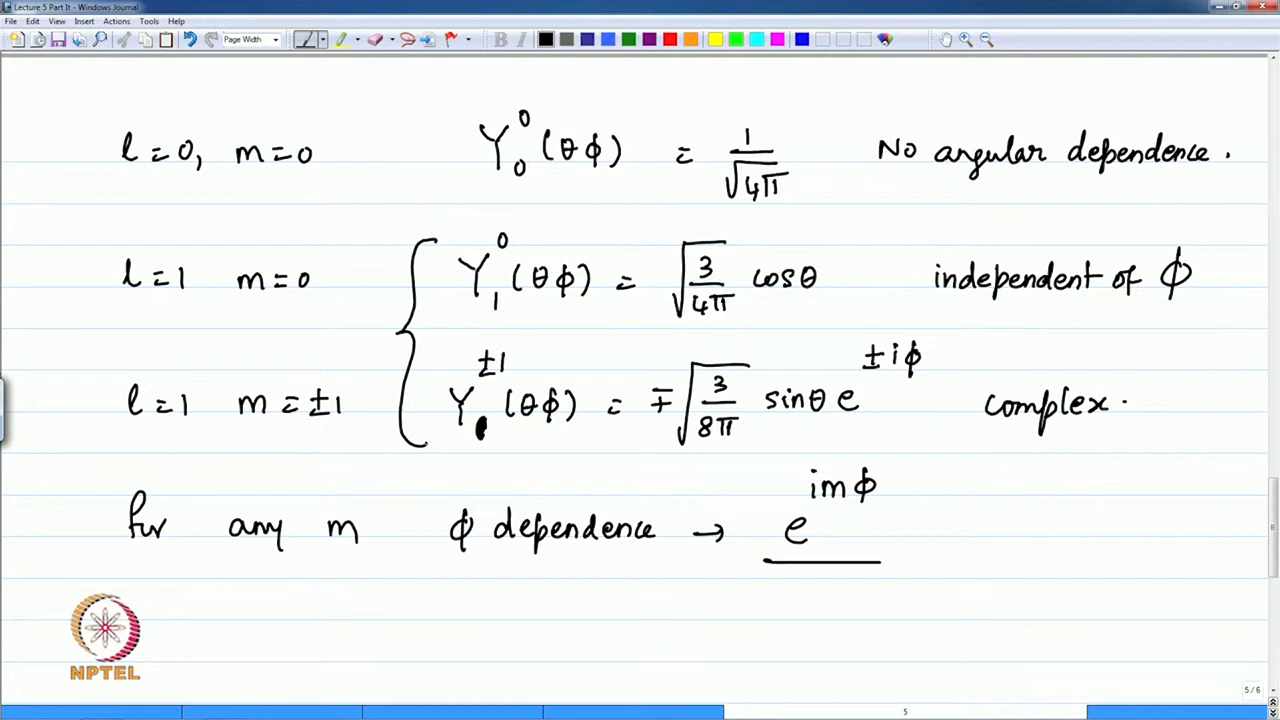 Lecture 5 Part II - Windows Journal
File Edit View Insert Actions Tools Help
Page Width
l=0, m=0 Y₀⁰(θϕ) = 1/√4π No angular dependence.
l=1 m=0 Y₁⁰(θϕ) = √3/4π cosθ independent of ϕ
l=1 m=±1 Y₁^±1(θϕ) = ∓√3/8π sinθ e^±iϕ complex.
for any m ϕ dependence → e^imϕ
NPTEL
5/6
5